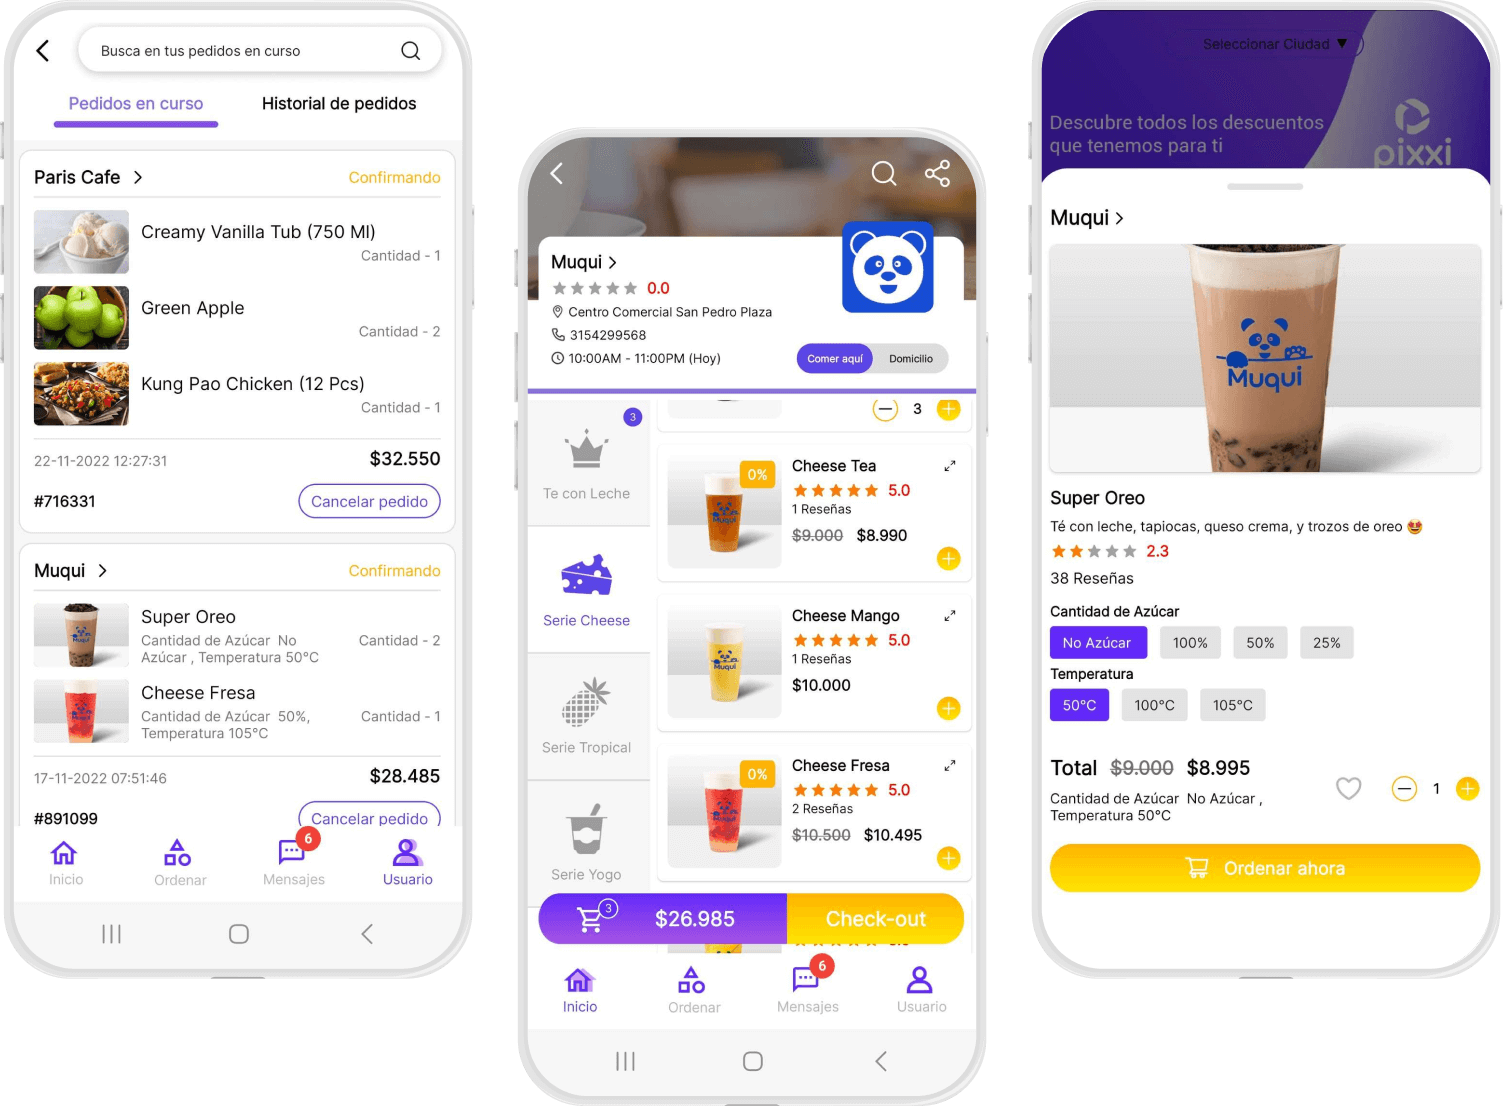 Busca en tus pedidos en curso
Pedidos en curso
Historial de pedidos
Paris Cafe >
Confirmando
Creamy Vanilla Tub (750 Ml)
Cantidad - 1
Green Apple
Cantidad - 2
Kung Pao Chicken (12 Pcs)
Cantidad - 1
22-11-2022 12:27:31
$32.550
#716331
Cancelar pedido
Muqui >
Confirmando
Super Oreo
Cantidad de Azúcar No
Azúcar , Temperatura 50°C
Cantidad - 2
Cheese Fresa
Cantidad de Azúcar 50%,
Temperatura 105°C
Cantidad - 1
17-11-2022 07:51:46
$28.485
#891099
Cancelar pedido
6
Inicio
Ordenar
Mensajes
Usuario
Muqui >
0.0
Centro Comercial San Pedro Plaza
3154299568
10:00AM - 11:00PM (Hoy)
Comer aquí
Domicilio
3
Te con Leche
Serie Cheese
Serie Tropical
Serie Yogo
3
0%
Muqui
Cheese Tea
5.0
1 Reseñas
$9.000 $8.990
Muqui
Cheese Mango
5.0
1 Reseñas
$10.000
0%
Muqui
Cheese Fresa
5.0
2 Reseñas
$10.500 $10.495
3
$26.985
Check-out
6
Inicio
Ordenar
Mensajes
Usuario
Seleccionar Ciudad ▼
Descubre todos los descuentos
que tenemos para ti
pixxi
Muqui >
Muqui
Super Oreo
Té con leche, tapiocas, queso crema, y trozos de oreo 🤩
2.3
38 Reseñas
Cantidad de Azúcar
No Azúcar
100%
50%
25%
Temperatura
50°C
100°C
105°C
Total $9.000 $8.995
Cantidad de Azúcar No Azúcar ,
Temperatura 50°C
1
Ordenar ahora